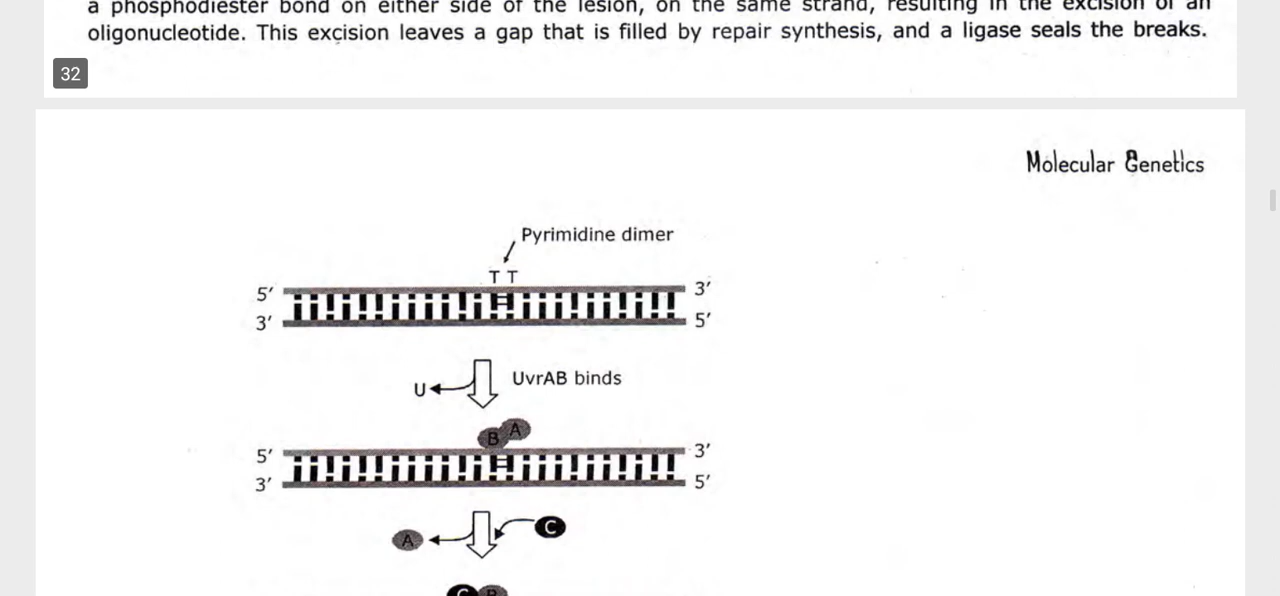 a phosphodiester bond on either side of the lesion, on the same strand, resulting in the excision of an
oligonucleotide. This excision leaves a gap that is filled by repair synthesis, and a ligase seals the breaks.
32
Molecular Genetics
Pyrimidine dimer
T T
5′ 3′
3′ 5′
U UvrAB binds
B A
5′ 3′
3′ 5′
A C
C B